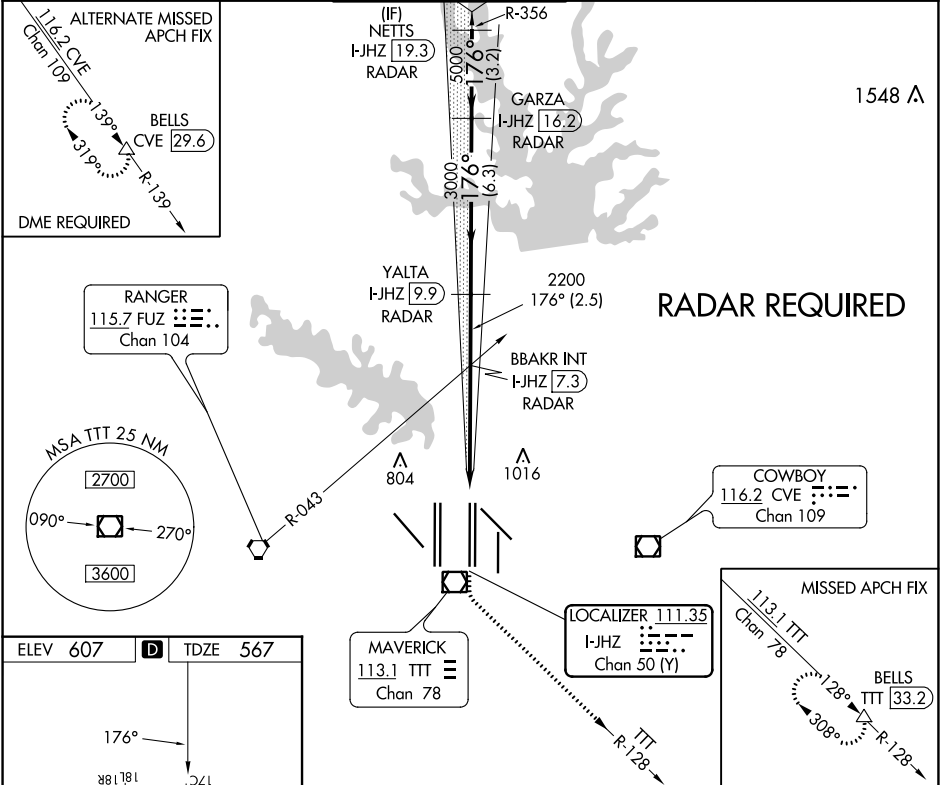 ALTERNATE MISSED
APCH FIX
116.2 CVE
Chan 109
139°
319°
BELLS
CVE 29.6
R-139
DME REQUIRED
(IF)
NETTS
I-JHZ 19.3
RADAR
R-356
5000
176°
(3.2)
GARZA
I-JHZ 16.2
RADAR
1548
3000
176°
(6.3)
YALTA
I-JHZ 9.9
RADAR
2200
176° (2.5)
RADAR REQUIRED
RANGER
115.7 FUZ
Chan 104
BBAKR INT
I-JHZ 7.3
RADAR
MSA TTT 25 NM
2700
090°
270°
3600
R-043
804
1016
COWBOY
116.2 CVE
Chan 109
MAVERICK
113.1 TTT
Chan 78
LOCALIZER 111.35
I-JHZ
Chan 50 (Y)
TTT
R-128
MISSED APCH FIX
113.1 TTT
Chan 78
128°
308°
BELLS
TTT 33.2
R-128
ELEV 607 D TDZE 567
176°
18R 18L
17C